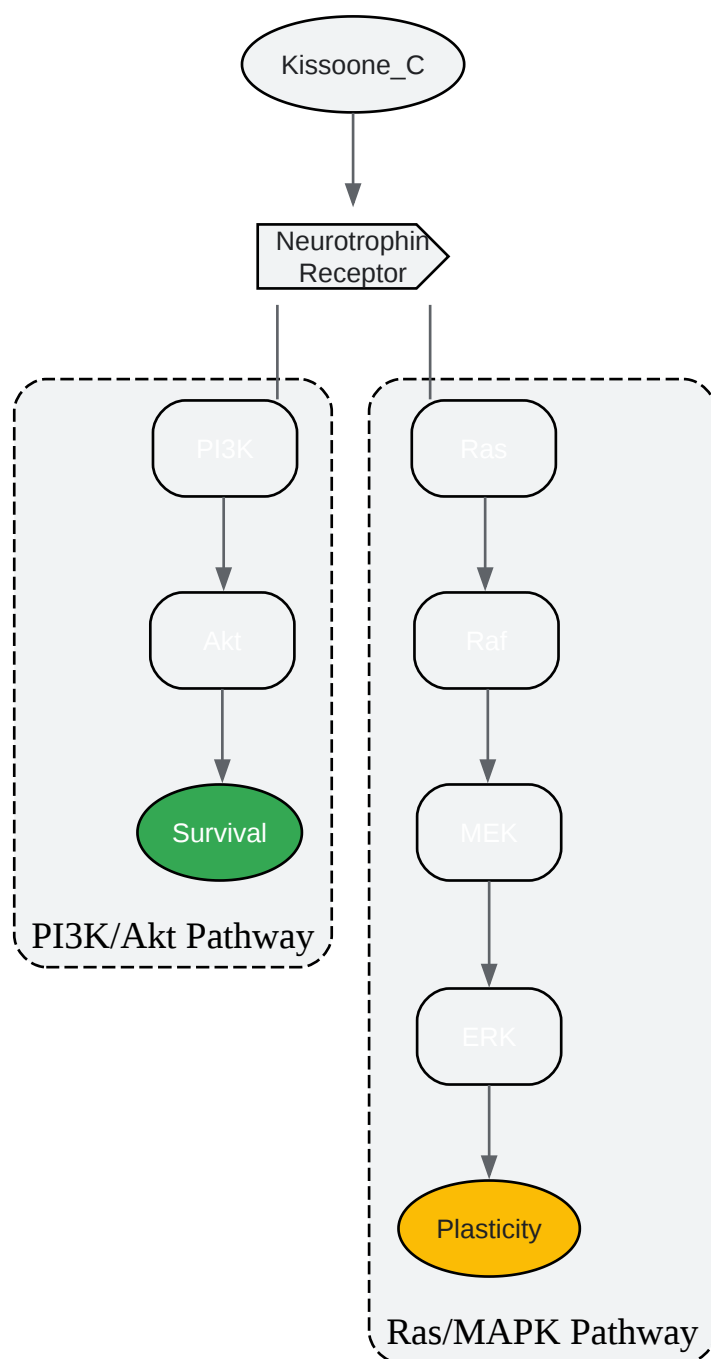 Kissoone_C
Neurotrophin
Receptor
PI3K
Akt
Survival
PI3K/Akt Pathway
Ras
Raf
MEK
ERK
Plasticity
Ras/MAPK Pathway